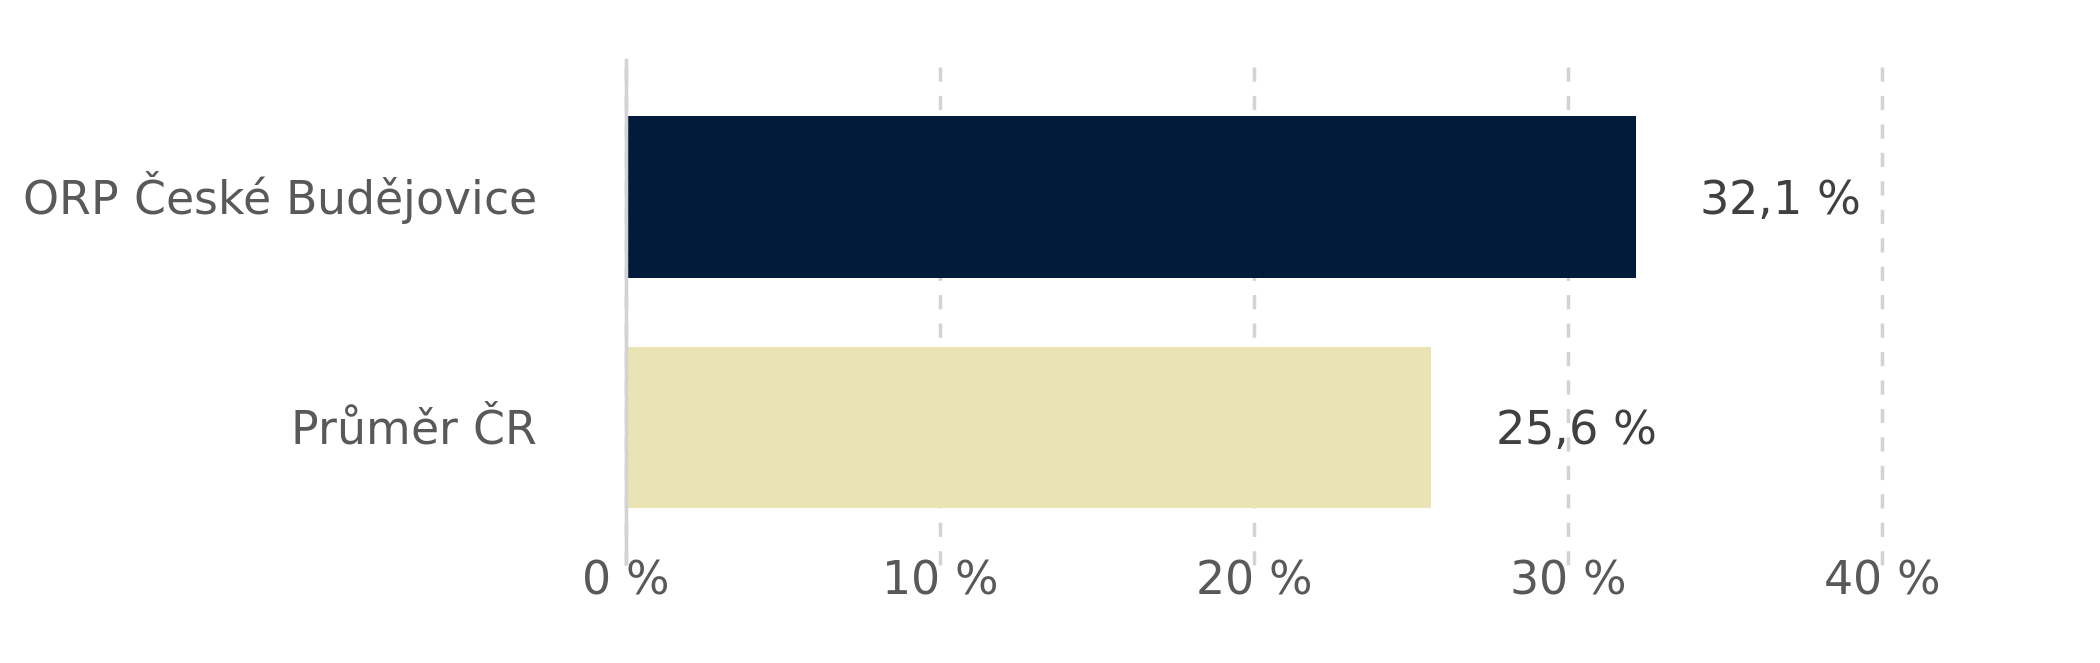 ORP České Budějovice
32,1 %
Průměr ČR
25,6 %
0 % 10 % 20 % 30 % 40 %